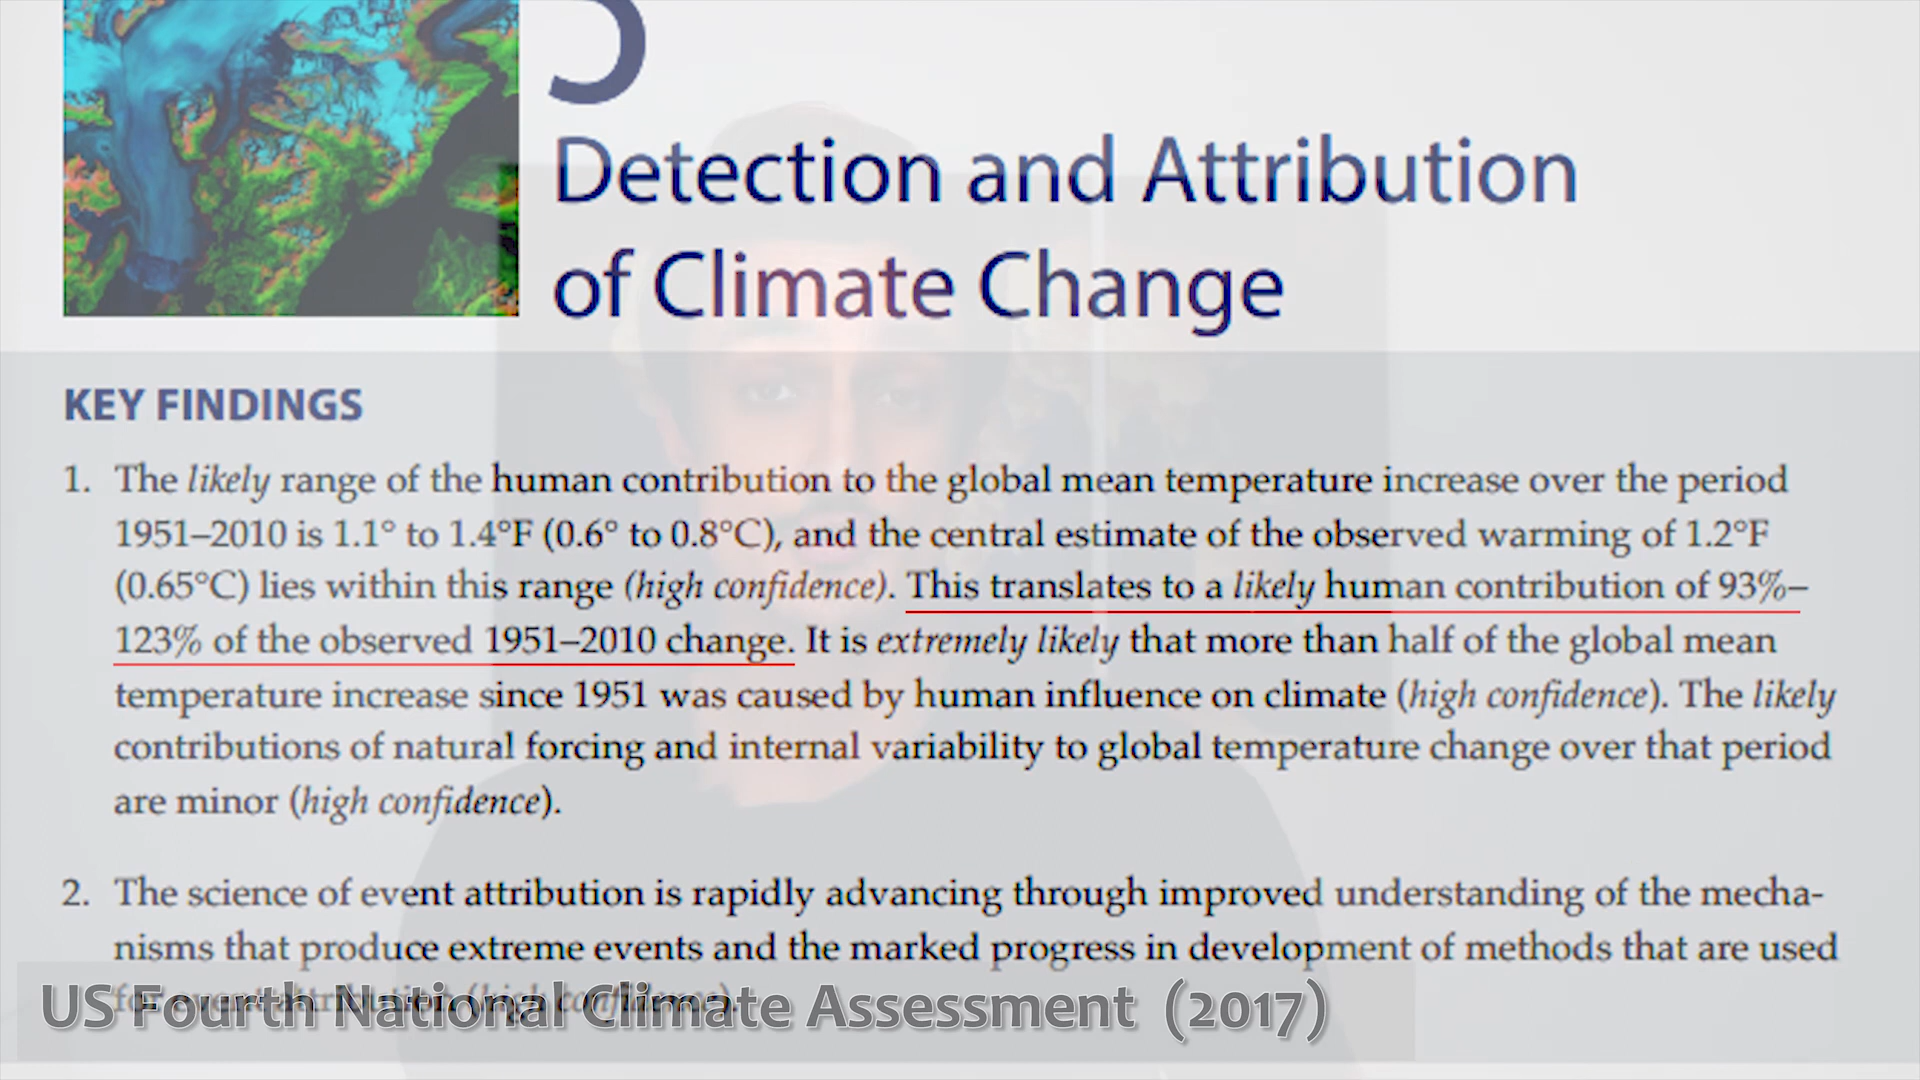 Detection and Attribution
of Climate Change
KEY FINDINGS
1. The likely range of the human contribution to the global mean temperature increase over the period
1951–2010 is 1.1° to 1.4°F (0.6° to 0.8°C), and the central estimate of the observed warming of 1.2°F
(0.65°C) lies within this range (high confidence). This translates to a likely human contribution of 93%–
123% of the observed 1951–2010 change. It is extremely likely that more than half of the global mean
temperature increase since 1951 was caused by human influence on climate (high confidence). The likely
contributions of natural forcing and internal variability to global temperature change over that period
are minor (high confidence).
2. The science of event attribution is rapidly advancing through improved understanding of the mecha-
nisms that produce extreme events and the marked progress in development of methods that are used
for event attribution (high confidence).
US Fourth National Climate Assessment (2017)